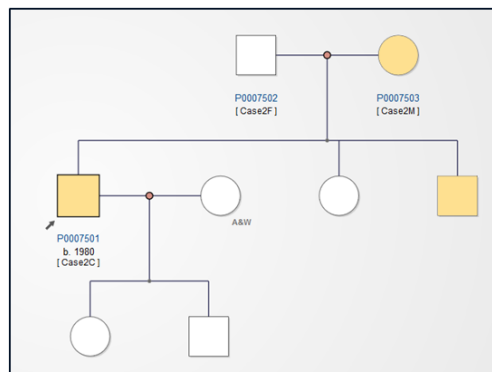 P0007502
[ Case2F ]
P0007503
[ Case2M ]
A&W
P0007501
b. 1980
[ Case2C ]